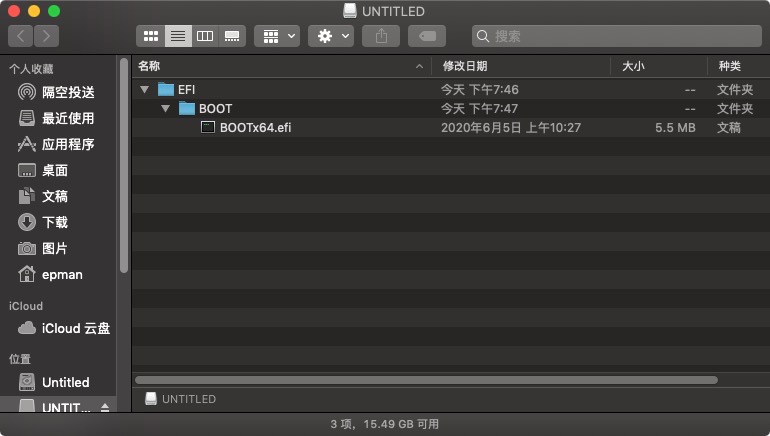 UNTITLED
搜索
个人收藏
隔空投送
最近使用
应用程序
桌面
文稿
下载
图片
epman
iCloud
iCloud 云盘
位置
Untitled
UNTIT...
名称 修改日期 大小 种类
EFI 今天 下午7:46 -- 文件夹
BOOT 今天 下午7:47 -- 文件夹
BOOTx64.efi 2020年6月5日 上午10:27 5.5 MB 文稿
UNTITLED
3 项，15.49 GB 可用